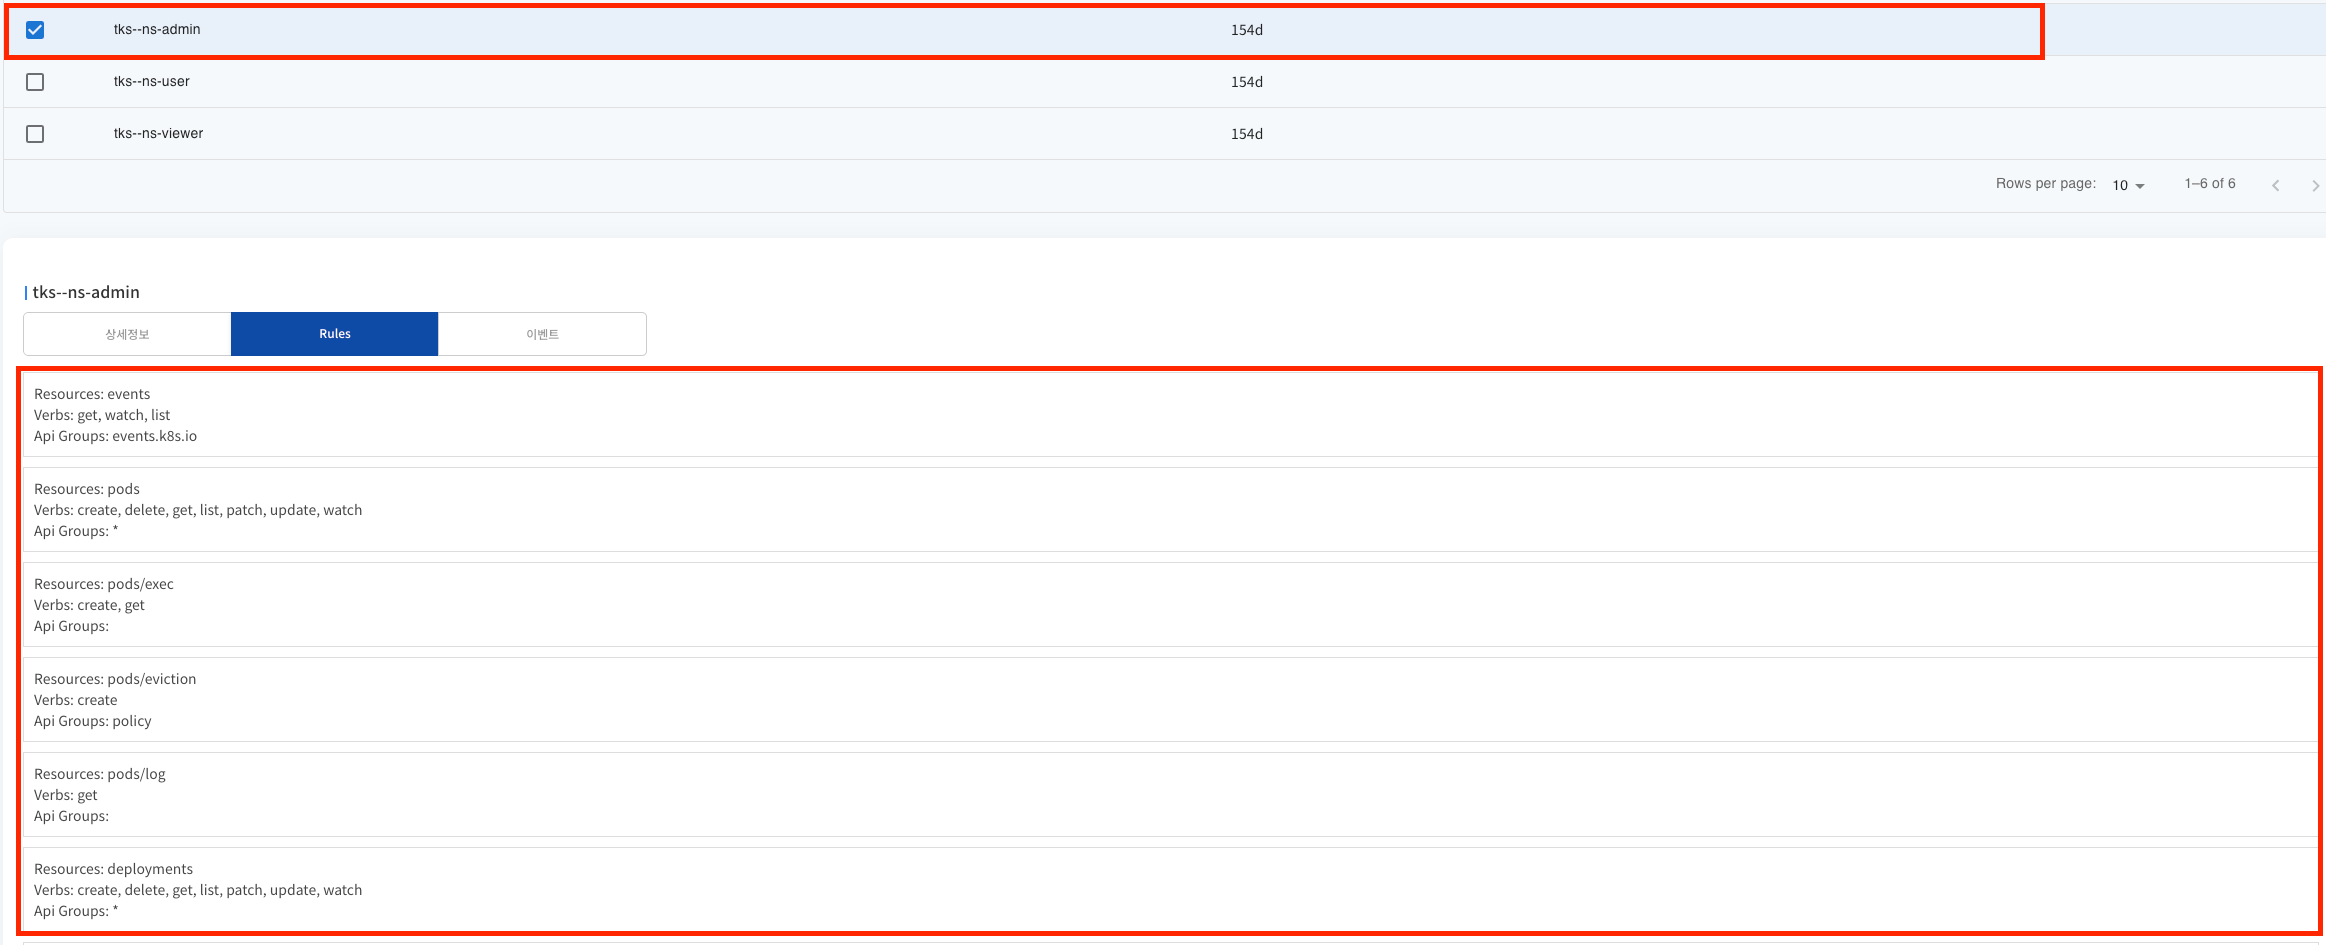 tks--ns-admin 154d
tks--ns-user 154d
tks--ns-viewer 154d
Rows per page: 10 1–6 of 6
tks--ns-admin
상세정보 Rules 이벤트
Resources: events
Verbs: get, watch, list
Api Groups: events.k8s.io
Resources: pods
Verbs: create, delete, get, list, patch, update, watch
Api Groups: *
Resources: pods/exec
Verbs: create, get
Api Groups:
Resources: pods/eviction
Verbs: create
Api Groups: policy
Resources: pods/log
Verbs: get
Api Groups:
Resources: deployments
Verbs: create, delete, get, list, patch, update, watch
Api Groups: *